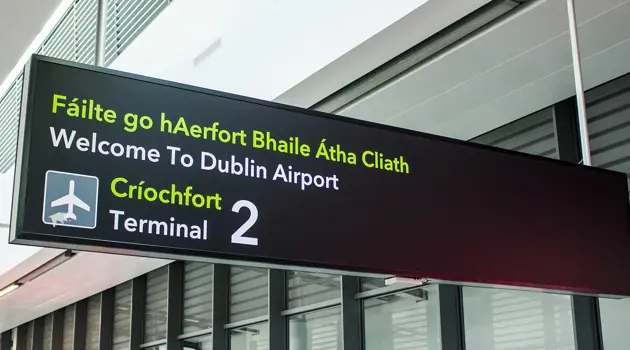 Fáilte go hAerfort Bhaile Átha Cliath
Welcome To Dublin Airport
Críochfort
Terminal 2